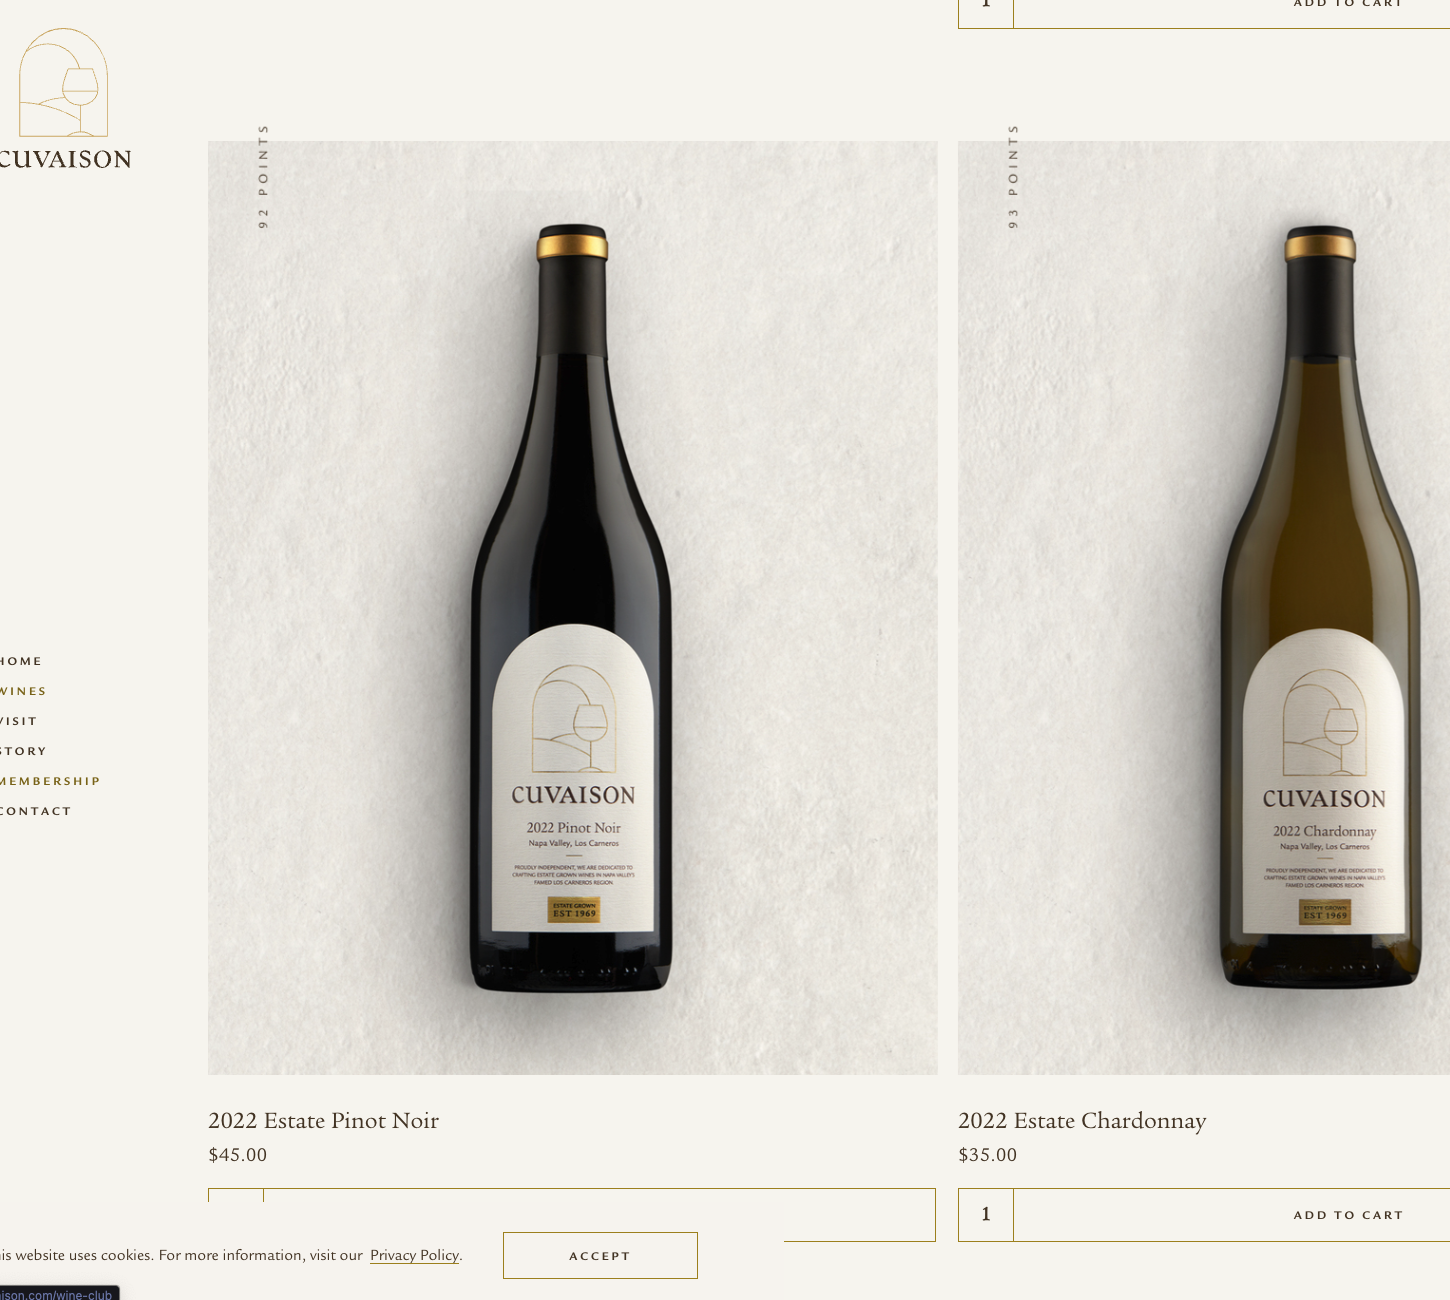 ADD TO CART
CUVAISON
92 POINTS
93 POINTS
HOME
WINES
VISIT
STORY
MEMBERSHIP
CONTACT
CUVAISON
2022 Pinot Noir
Napa Valley, Los Carneros
PROUDLY INDEPENDENT, WE ARE DEDICATED TO
CRAFTING ESTATE GROWN WINES IN NAPA VALLEY'S
FAMED LOS CARNEROS REGION.
ESTATE GROWN
EST 1969
CUVAISON
2022 Chardonnay
Napa Valley, Los Carneros
PROUDLY INDEPENDENT, WE ARE DEDICATED TO
CRAFTING ESTATE GROWN WINES IN NAPA VALLEY'S
FAMED LOS CARNEROS REGION.
ESTATE GROWN
EST 1969
2022 Estate Pinot Noir
$45.00
2022 Estate Chardonnay
$35.00
1 ADD TO CART
is website uses cookies. For more information, visit our Privacy Policy.
ACCEPT
aison.com/wine-club